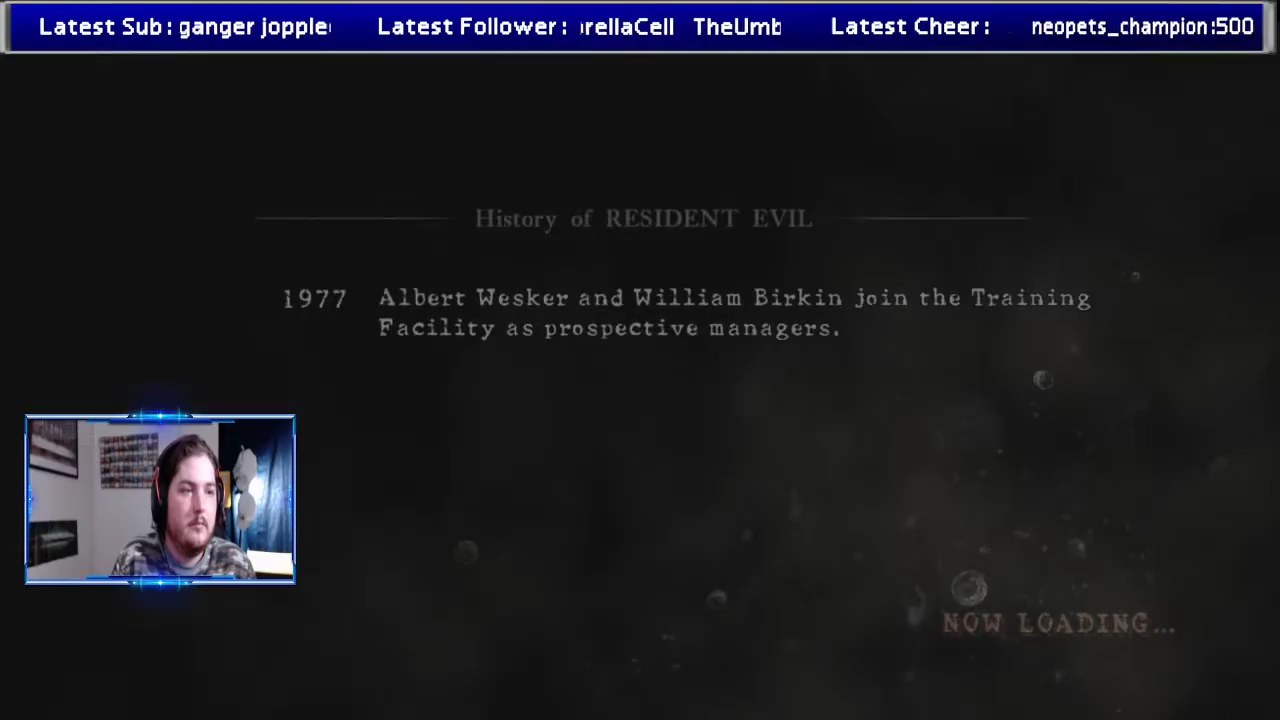 Latest Sub: ganger jopple
Latest Follower: rellaCell TheUmb
Latest Cheer: neopets_champion:500
History of RESIDENT EVIL
1977 Albert Wesker and William Birkin join the Training
Facility as prospective managers.
NOW LOADING...